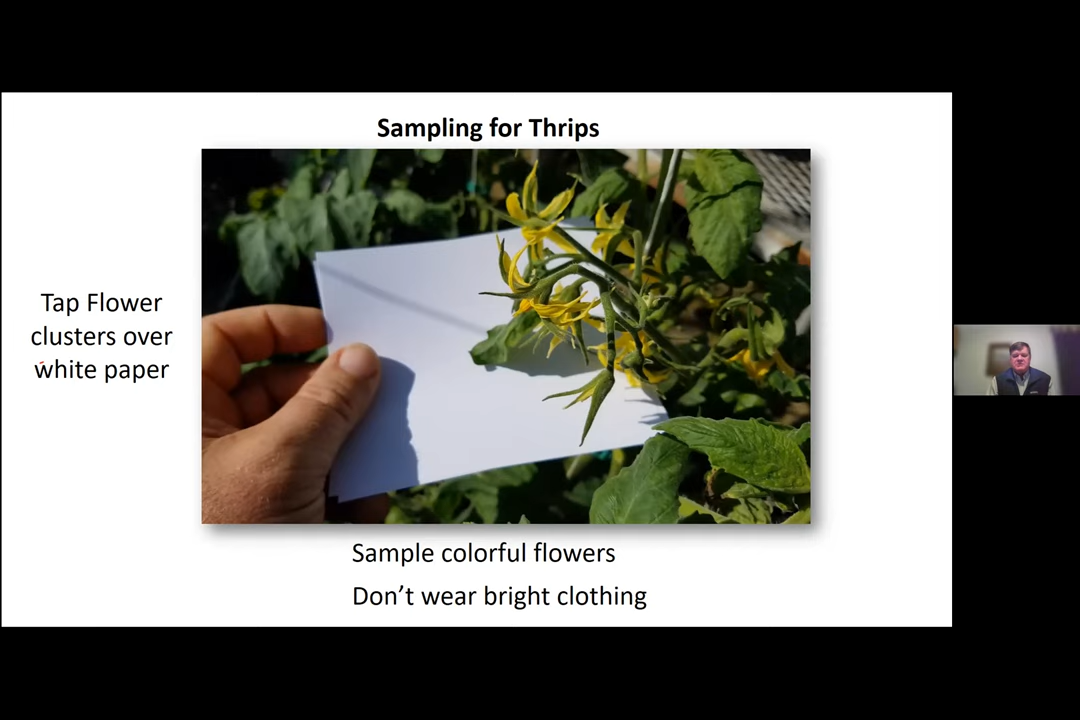 Sampling for Thrips
Tap Flower
clusters over
white paper
Sample colorful flowers
Don’t wear bright clothing